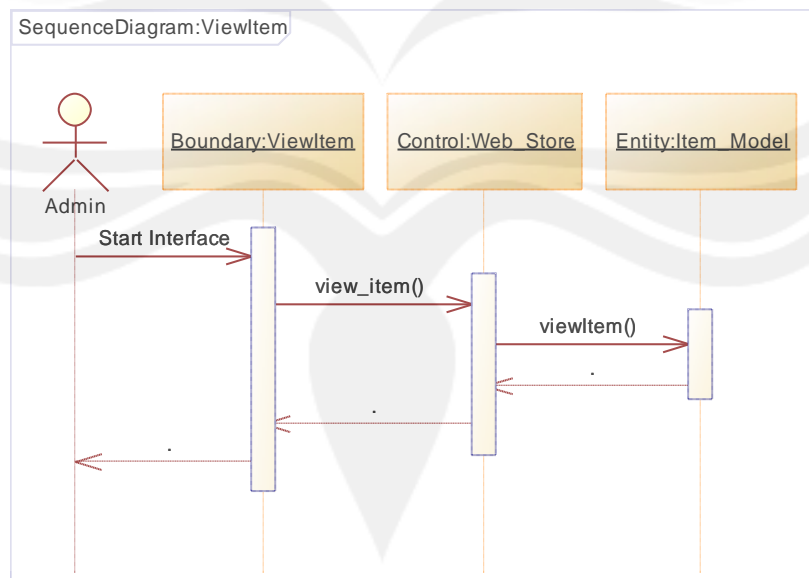 SequenceDiagram:ViewItem
Boundary:ViewItem
Control:Web_Store
Entity:Item_Model
Admin
Start Interface
view_item()
viewItem()
.
.
.